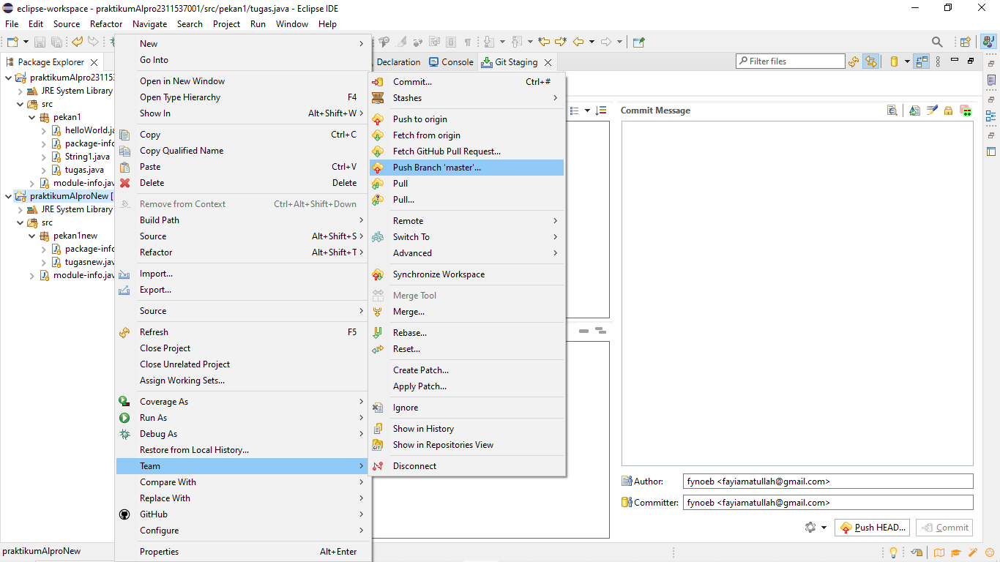 eclipse-workspace - praktikumAlpro2311537001/src/pekan1/tugas.java - Eclipse IDE
File Edit Source Refactor Navigate Search Project Run Window Help
Package Explorer
praktikumAlpro23115
JRE System Library
src
pekan1
helloWorld.ja
package-info
String1.java
tugas.java
module-info.jav
praktikumAlproNew [
JRE System Library
src
pekan1new
package-info
tugasnew.jav
module-info.jav
New
Go Into
Open in New Window
Open Type Hierarchy F4
Show In Alt+Shift+W
Copy Ctrl+C
Copy Qualified Name
Paste Ctrl+V
Delete Delete
Remove from Context Ctrl+Alt+Shift+Down
Build Path
Source Alt+Shift+S
Refactor Alt+Shift+T
Import...
Export...
Source
Refresh F5
Close Project
Close Unrelated Project
Assign Working Sets...
Coverage As
Run As
Debug As
Restore from Local History...
Team
Compare With
Replace With
GitHub
Configure
Properties Alt+Enter
Declaration Console Git Staging
Filter files
Commit... Ctrl+#
Stashes
Push to origin
Fetch from origin
Fetch GitHub Pull Request...
Push Branch 'master'...
Pull
Pull...
Remote
Switch To
Advanced
Synchronize Workspace
Merge Tool
Merge...
Rebase...
Reset...
Create Patch...
Apply Patch...
Ignore
Show in History
GIT Show in Repositories View
Disconnect
Commit Message
Author: fynoeb <fayiamatullah@gmail.com>
Committer: fynoeb <fayiamatullah@gmail.com>
Push HEAD... Commit
praktikumAlproNew